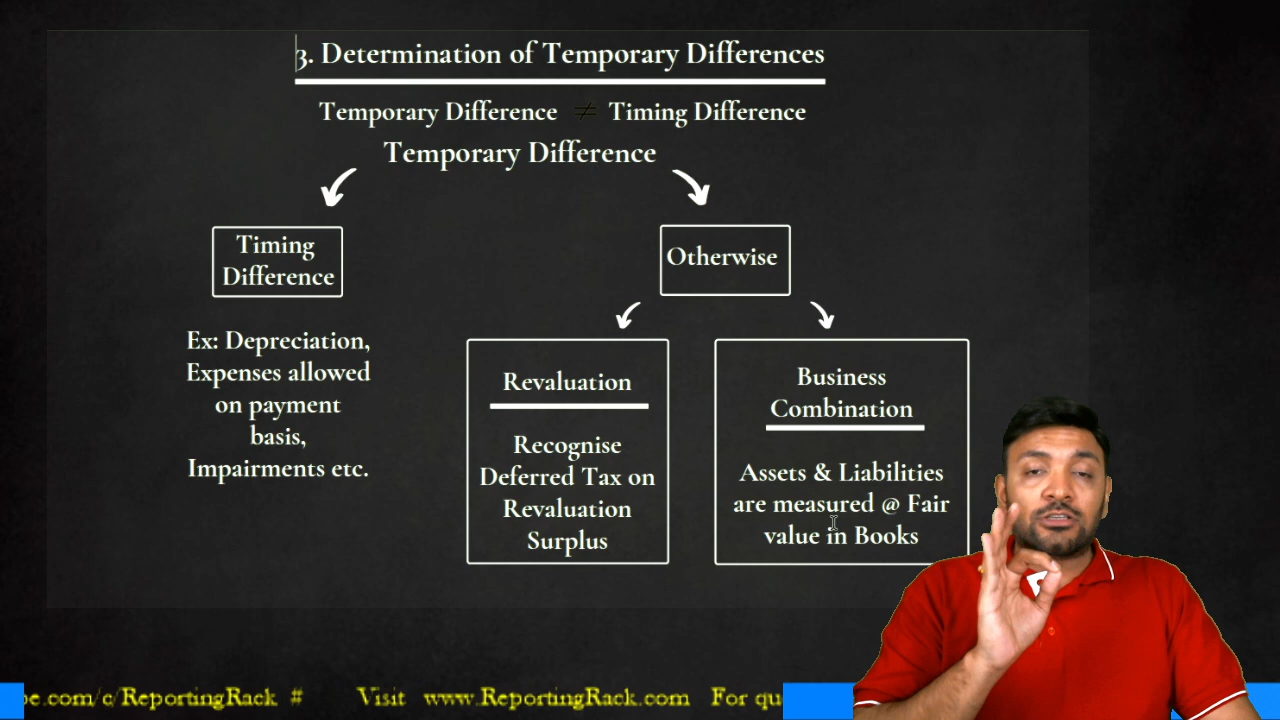 3. Determination of Temporary Differences
Temporary Difference ≠ Timing Difference
Temporary Difference
Timing
Difference
Ex: Depreciation,
Expenses allowed
on payment
basis,
Impairments etc.
Otherwise
Revaluation
Recognise
Deferred Tax on
Revaluation
Surplus
Business
Combination
Assets & Liabilities
are measured @ Fair
value in Books
be.com/c/ReportingRack # Visit www.ReportingRack.com For qu